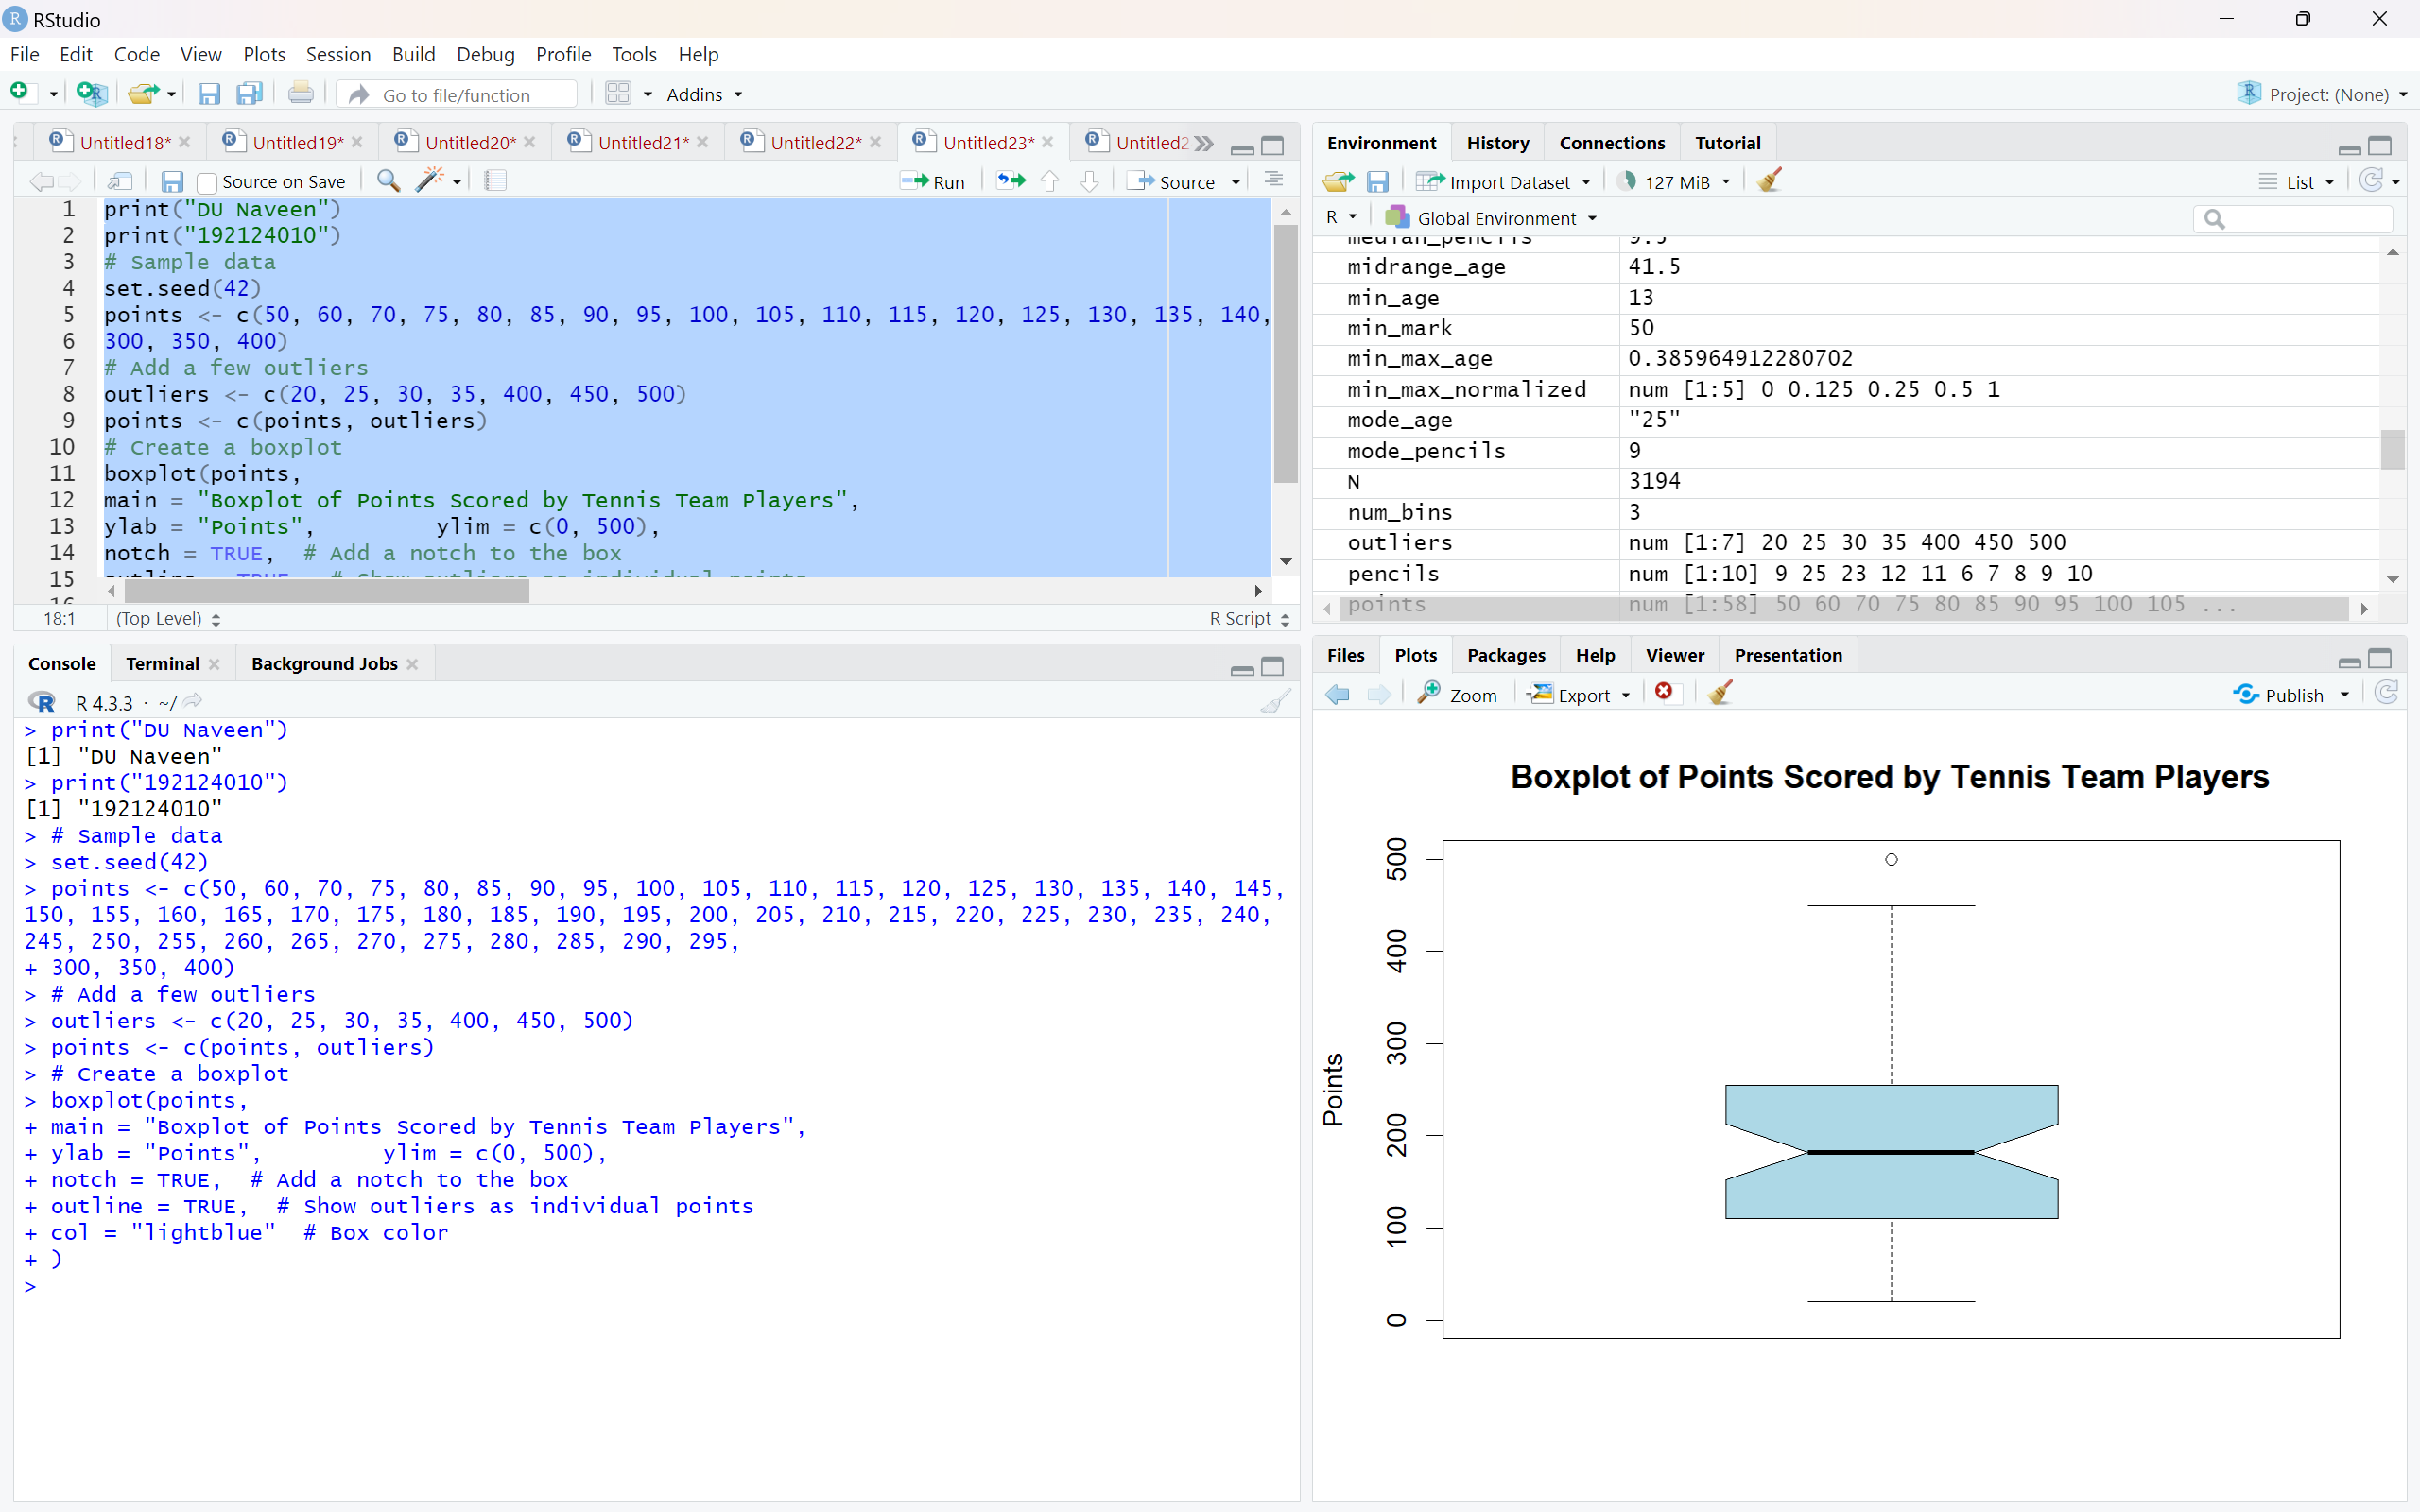 RStudio
File Edit Code View Plots Session Build Debug Profile Tools Help
Go to file/function Addins Project: (None)
Untitled18* Untitled19* Untitled20* Untitled21* Untitled22* Untitled23* Untitled2
Source on Save Run Source
1 print("DU Naveen")
2 print("192124010")
3 # Sample data
4 set.seed(42)
5 points <- c(50, 60, 70, 75, 80, 85, 90, 95, 100, 105, 110, 115, 120, 125, 130, 135, 140,
6 300, 350, 400)
7 # Add a few outliers
8 outliers <- c(20, 25, 30, 35, 400, 450, 500)
9 points <- c(points, outliers)
10 # Create a boxplot
11 boxplot(points,
12 main = "Boxplot of Points Scored by Tennis Team Players",
13 ylab = "Points", ylim = c(0, 500),
14 notch = TRUE, # Add a notch to the box
15 outline = TRUE, # Show outliers as individual points
16
18:1 (Top Level) R Script
Console Terminal Background Jobs
R 4.3.3 · ~/
> print("DU Naveen")
[1] "DU Naveen"
> print("192124010")
[1] "192124010"
> # Sample data
> set.seed(42)
> points <- c(50, 60, 70, 75, 80, 85, 90, 95, 100, 105, 110, 115, 120, 125, 130, 135, 140, 145,
150, 155, 160, 165, 170, 175, 180, 185, 190, 195, 200, 205, 210, 215, 220, 225, 230, 235, 240,
245, 250, 255, 260, 265, 270, 275, 280, 285, 290, 295,
+ 300, 350, 400)
> # Add a few outliers
> outliers <- c(20, 25, 30, 35, 400, 450, 500)
> points <- c(points, outliers)
> # Create a boxplot
> boxplot(points,
+ main = "Boxplot of Points Scored by Tennis Team Players",
+ ylab = "Points", ylim = c(0, 500),
+ notch = TRUE, # Add a notch to the box
+ outline = TRUE, # Show outliers as individual points
+ col = "lightblue" # Box color
+ )
>
Environment History Connections Tutorial
Import Dataset 127 MiB List
R Global Environment
median_pencils 9.5
midrange_age 41.5
min_age 13
min_mark 50
min_max_age 0.385964912280702
min_max_normalized num [1:5] 0 0.125 0.25 0.5 1
mode_age "25"
mode_pencils 9
N 3194
num_bins 3
outliers num [1:7] 20 25 30 35 400 450 500
pencils num [1:10] 9 25 23 12 11 6 7 8 9 10
points num [1:58] 50 60 70 75 80 85 90 95 100 105 ...
Files Plots Packages Help Viewer Presentation
Zoom Export Publish
Boxplot of Points Scored by Tennis Team Players
500
400
300
200
100
0
Points